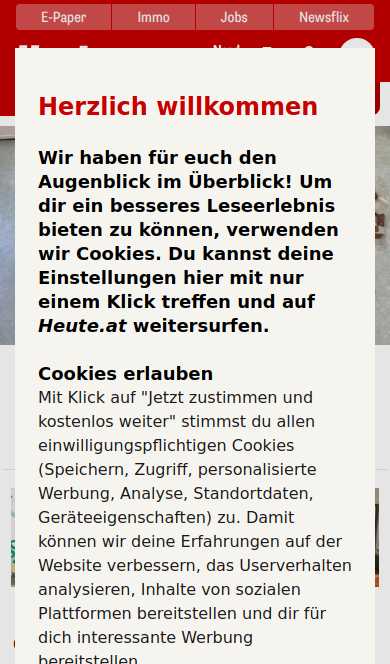 E-Paper
Immo
Jobs
Newsflix
Herzlich willkommen
Wir haben für euch den
Augenblick im Überblick! Um
dir ein besseres Leseerlebnis
bieten zu können, verwenden
wir Cookies. Du kannst deine
Einstellungen hier mit nur
einem Klick treffen und auf
Heute.at weitersurfen.
Cookies erlauben
Mit Klick auf "Jetzt zustimmen und
kostenlos weiter" stimmst du allen
einwilligungspflichtigen Cookies
(Speichern, Zugriff, personalisierte
Werbung, Analyse, Standortdaten,
Geräteeigenschaften) zu. Damit
können wir deine Erfahrungen auf der
Website verbessern, das Userverhalten
analysieren, Inhalte von sozialen
Plattformen bereitstellen und dir für
dich interessante Werbung
bereitstellen